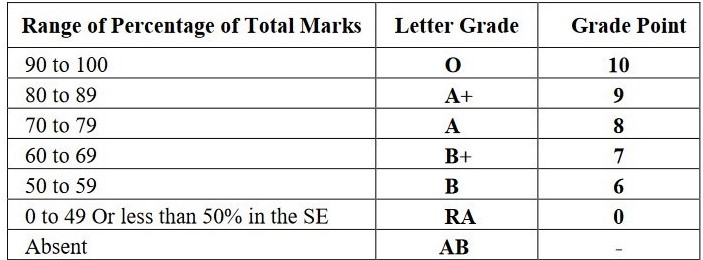 Range of Percentage of Total Marks Letter Grade Grade Point
90 to 100 O 10
80 to 89 A+ 9
70 to 79 A 8
60 to 69 B+ 7
50 to 59 B 6
0 to 49 Or less than 50% in the SE RA 0
Absent AB -